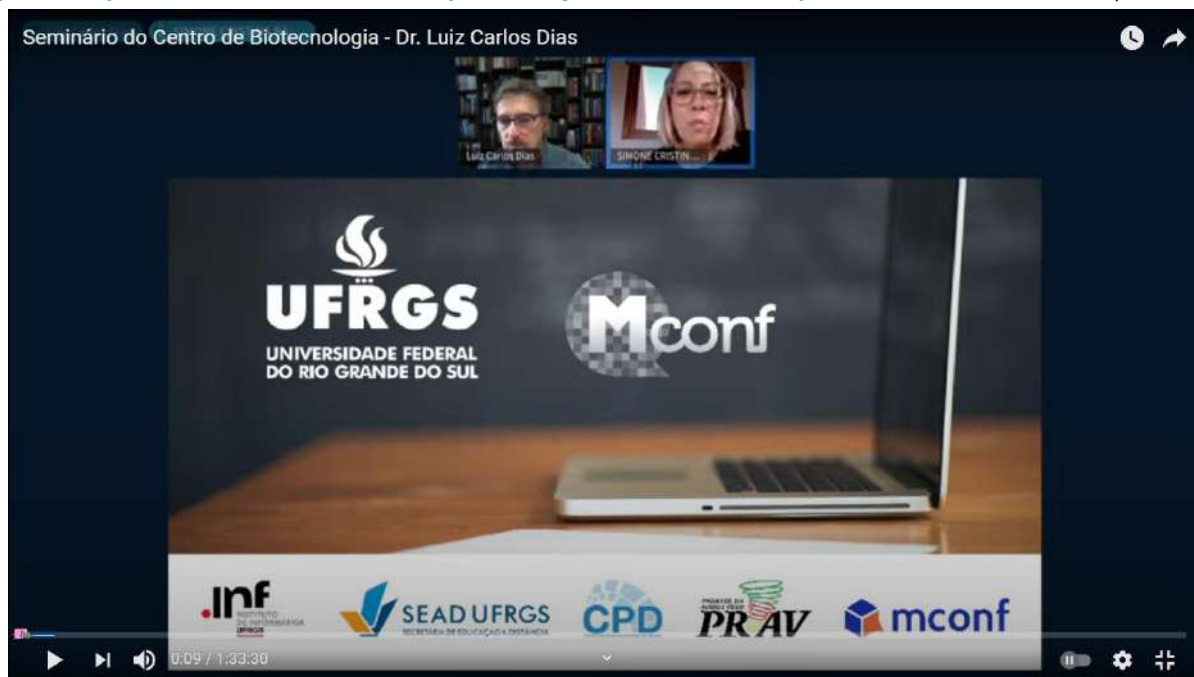 Seminário do Centro de Biotecnologia - Dr. Luiz Carlos Dias
Luiz Carlos Dias
SIMONE CRISTIN...
UFRGS
UNIVERSIDADE FEDERAL
DO RIO GRANDE DO SUL
Mconf
.Inf
INSTITUTO
DE INFORMÁTICA
UFRGS
SEAD UFRGS
SECRETARIA DE EDUCAÇÃO A DISTÂNCIA
CPD
PRAV
mconf
0:09 / 1:33:30